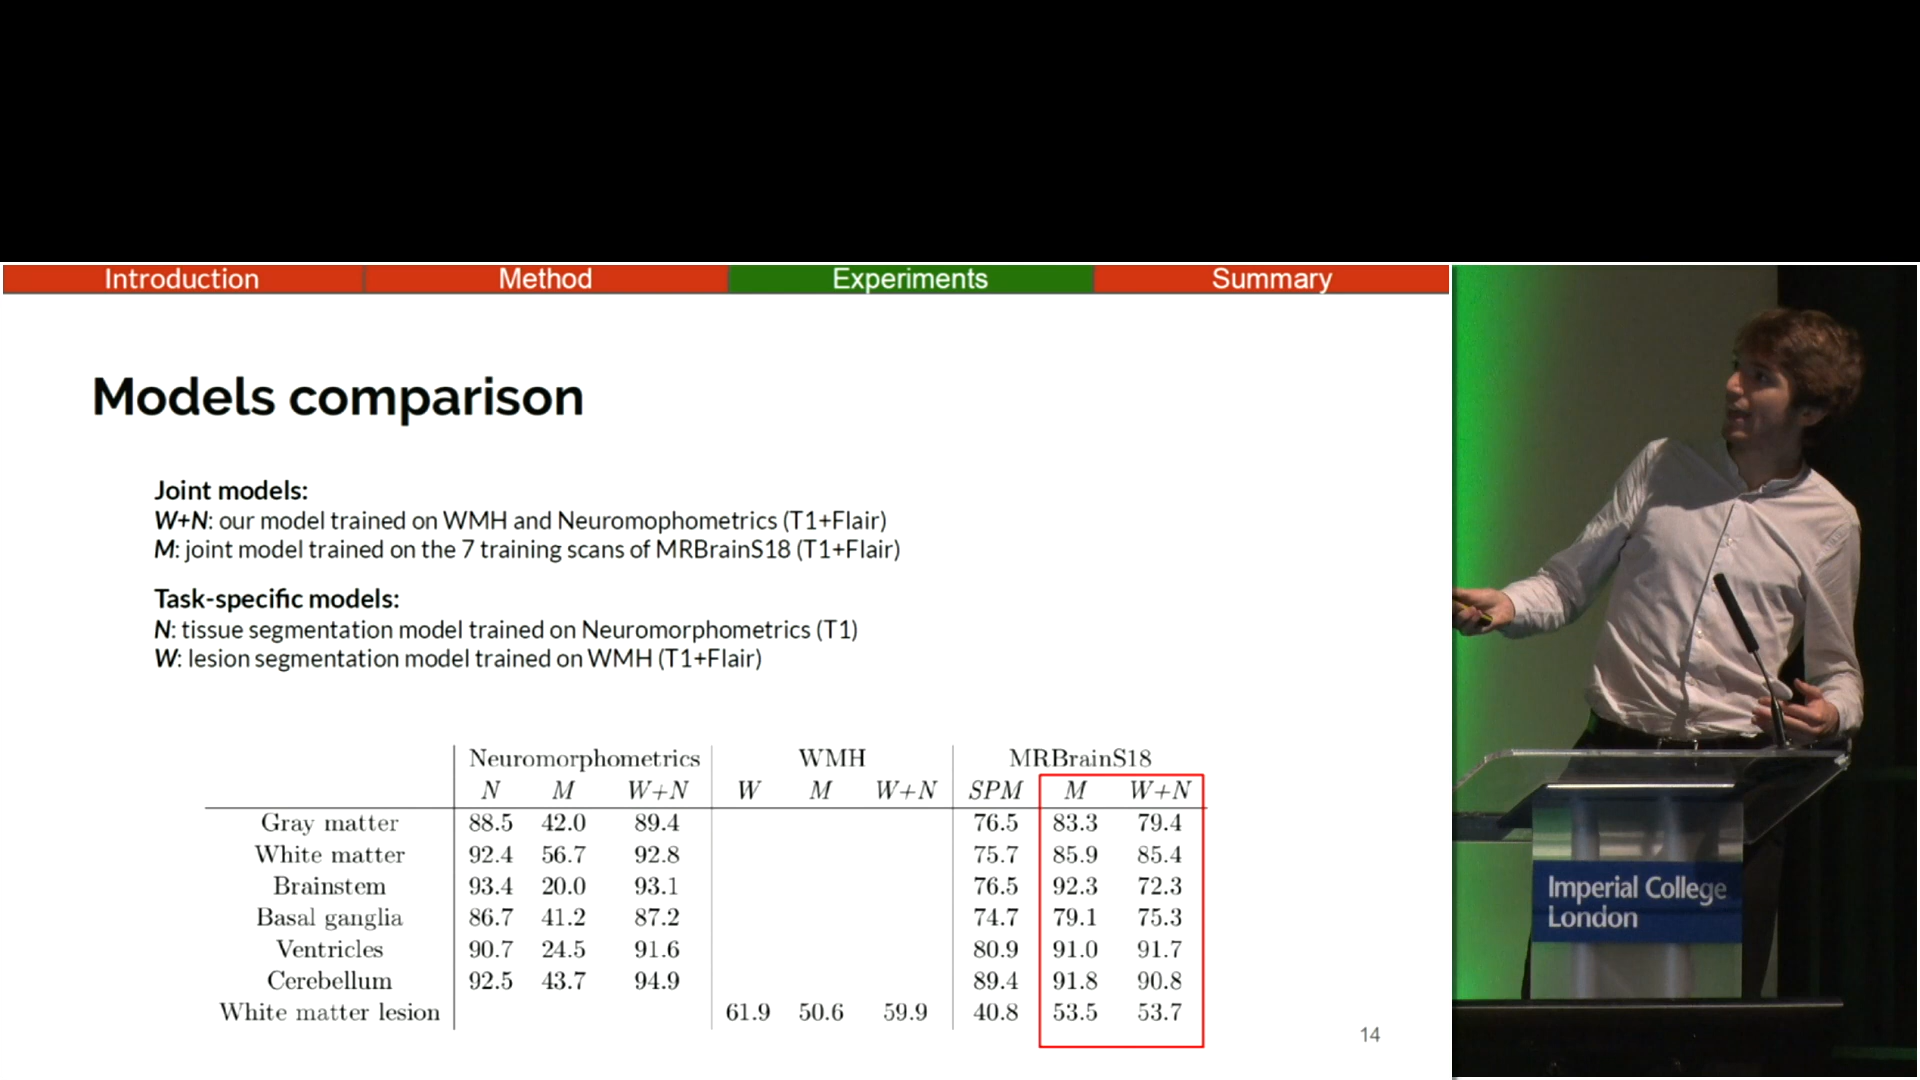 Introduction Method Experiments Summary
Models comparison
Joint models:
W+N: our model trained on WMH and Neuromophometrics (T1+Flair)
M: joint model trained on the 7 training scans of MRBrainS18 (T1+Flair)
Task-specific models:
N: tissue segmentation model trained on Neuromorphometrics (T1)
W: lesion segmentation model trained on WMH (T1+Flair)
Neuromorphometrics WMH MRBrainS18
N M W+N W M W+N SPM M W+N
Gray matter 88.5 42.0 89.4 76.5 83.3 79.4
White matter 92.4 56.7 92.8 75.7 85.9 85.4
Brainstem 93.4 20.0 93.1 76.5 92.3 72.3
Basal ganglia 86.7 41.2 87.2 74.7 79.1 75.3
Ventricles 90.7 24.5 91.6 80.9 91.0 91.7
Cerebellum 92.5 43.7 94.9 89.4 91.8 90.8
White matter lesion 61.9 50.6 59.9 40.8 53.5 53.7
14
Imperial College
London